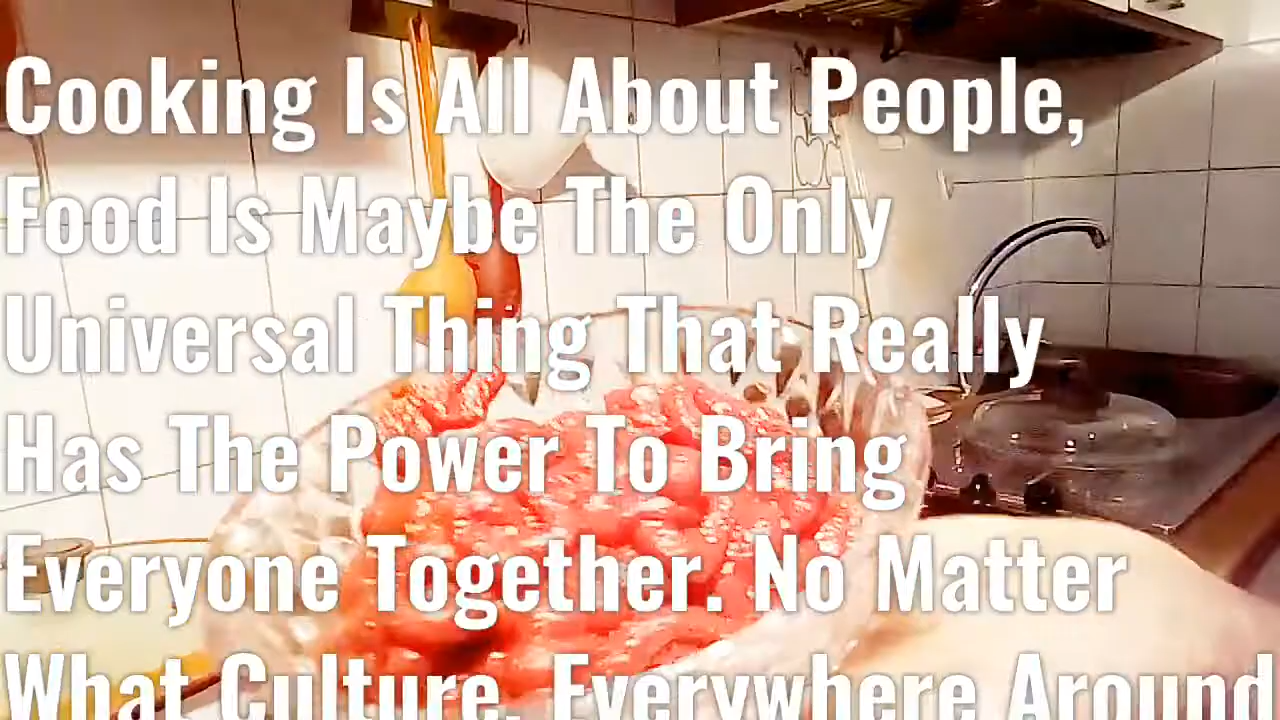 Cooking Is All About People,
Food Is Maybe The Only
Universal Thing That Really
Has The Power To Bring
Everyone Together. No Matter
What Culture, Everywhere Around